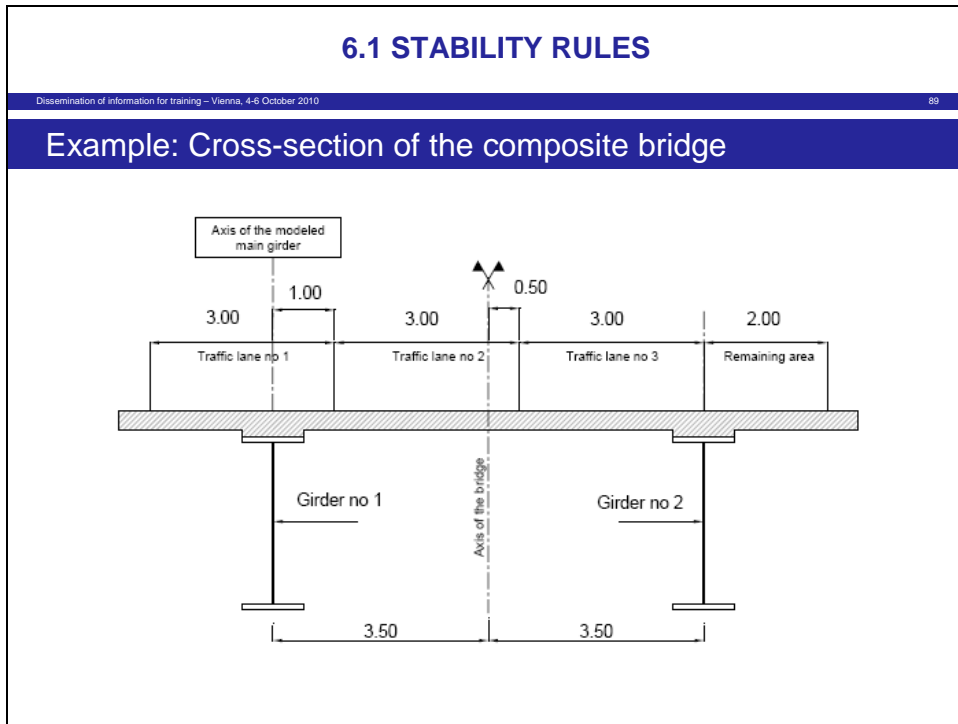 6.1 STABILITY RULES
Dissemination of information for training – Vienna, 4-6 October 2010
89
Example: Cross-section of the composite bridge
Axis of the modeled
main girder
1.00
0.50
3.00
3.00
3.00
2.00
Traffic lane no 1
Traffic lane no 2
Traffic lane no 3
Remaining area
Girder no 1
Axis of the bridge
Girder no 2
3.50
3.50